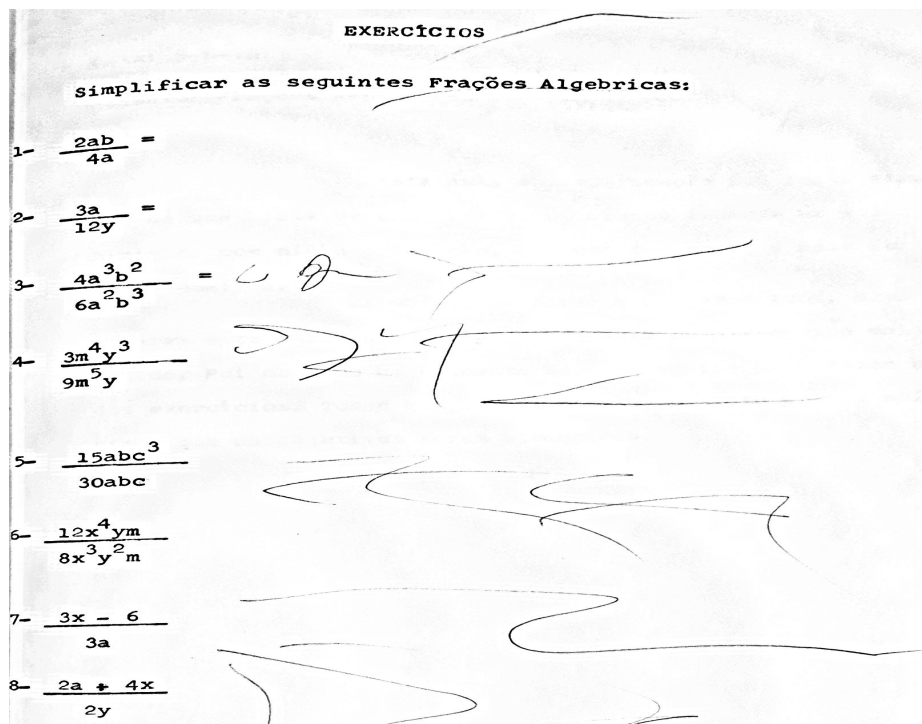 EXERCÍCIOS
Simplificar as seguintes Frações Algebricas:
1- 2ab/4a =
2- 3a/12y =
3- 4a³b²/6a²b³ =
4- 3m⁴y³/9m⁵y
5- 15abc³/30abc
6- 12x⁴ym/8x³y²m
7- 3x - 6/3a
8- 2a + 4x/2y